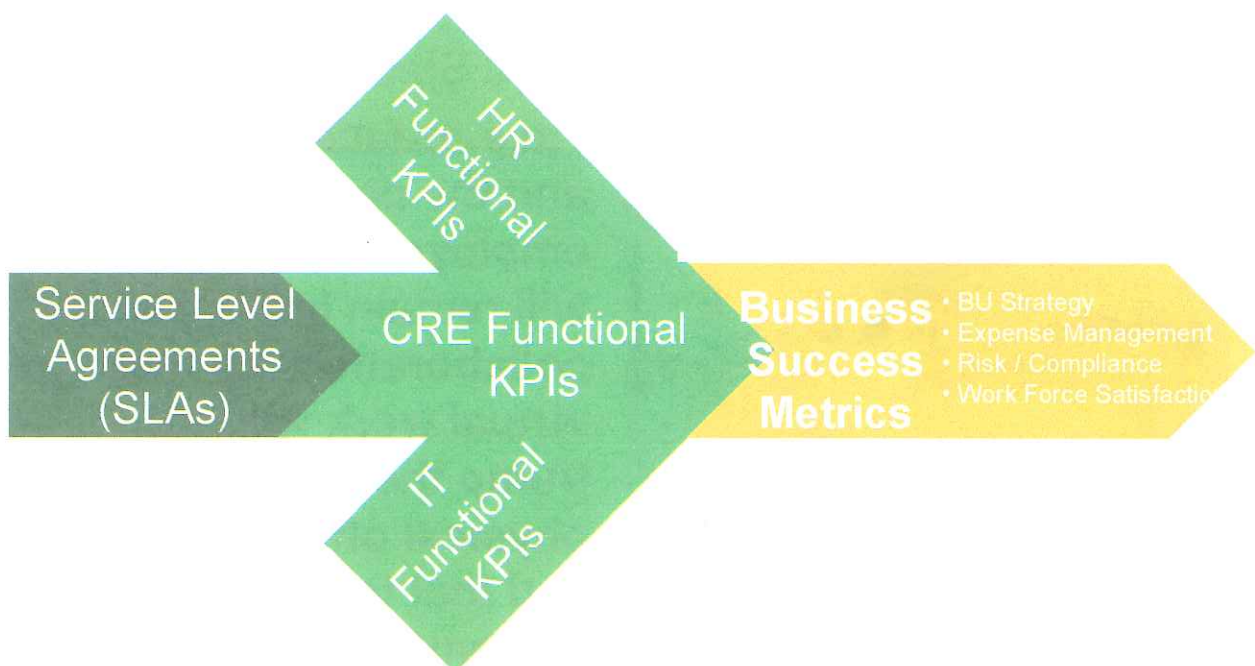 HR
Functional
KPIs
Service Level
Agreements
(SLAs)
CRE Functional
KPIs
Business
Success
Metrics
• BU Strategy
• Expense Management
• Risk / Compliance
• Work Force Satisfaction
IT
Functional
KPIs